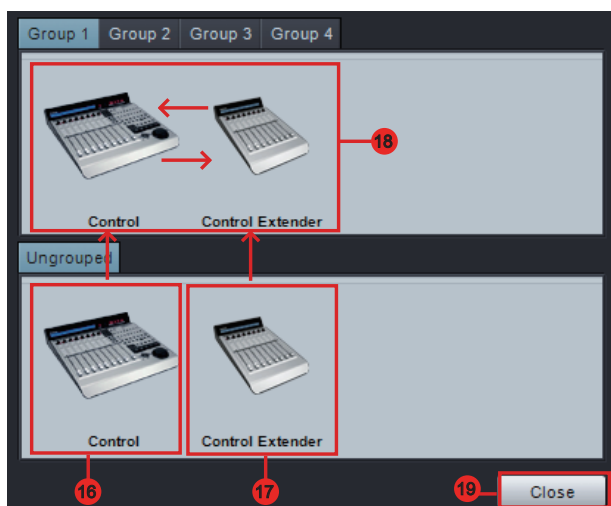 Group 1 Group 2 Group 3 Group 4
18
Control Control Extender
Ungrouped
Control Control Extender
16 17 19 Close